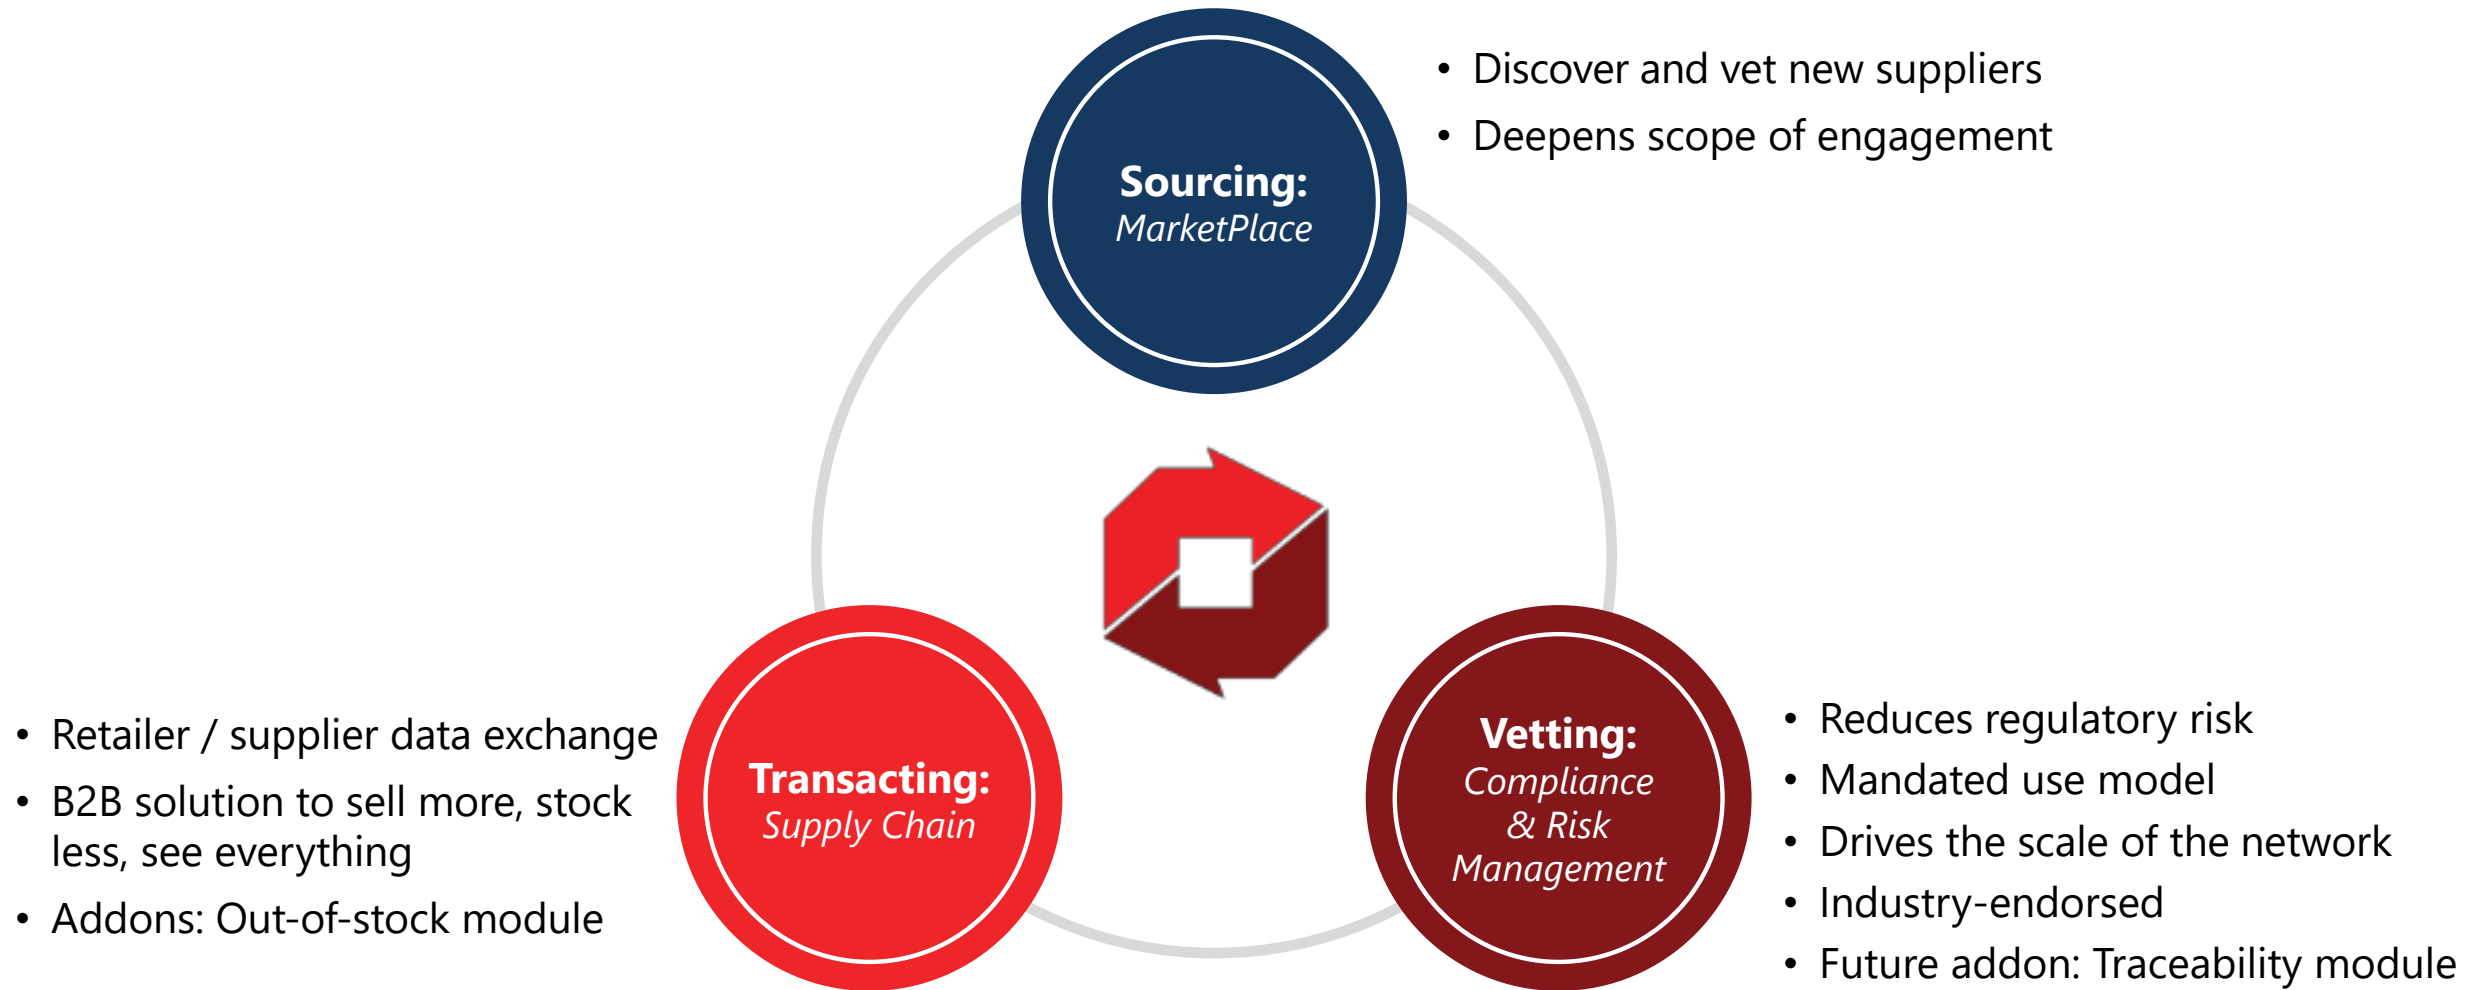 Sourcing:
MarketPlace
• Discover and vet new suppliers
• Deepens scope of engagement
Transacting:
Supply Chain
• Retailer / supplier data exchange
• B2B solution to sell more, stock
less, see everything
• Addons: Out-of-stock module
Vetting:
Compliance
& Risk
Management
• Reduces regulatory risk
• Mandated use model
• Drives the scale of the network
• Industry-endorsed
• Future addon: Traceability module